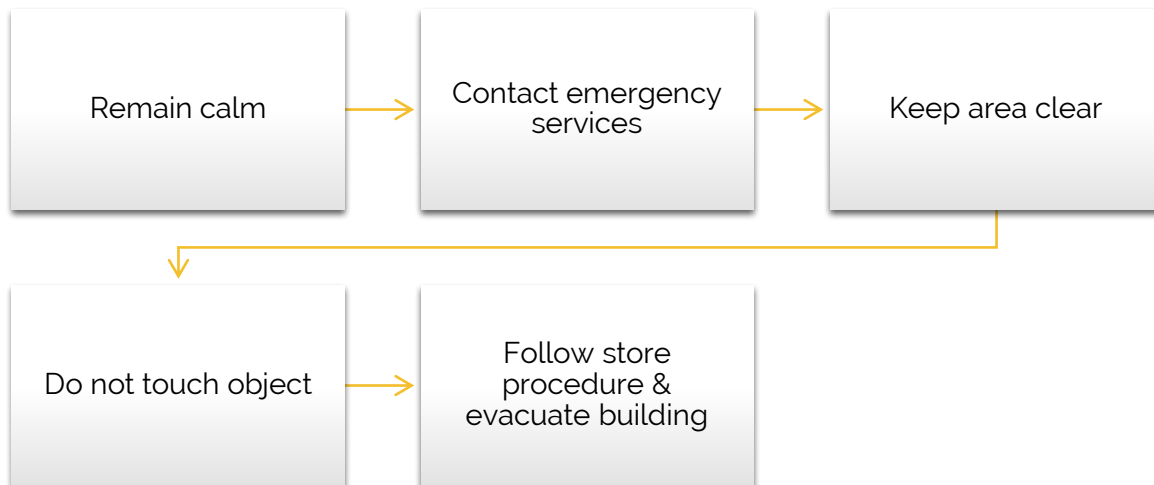 Remain calm
Contact emergency
services
Keep area clear
Do not touch object
Follow store
procedure &
evacuate building